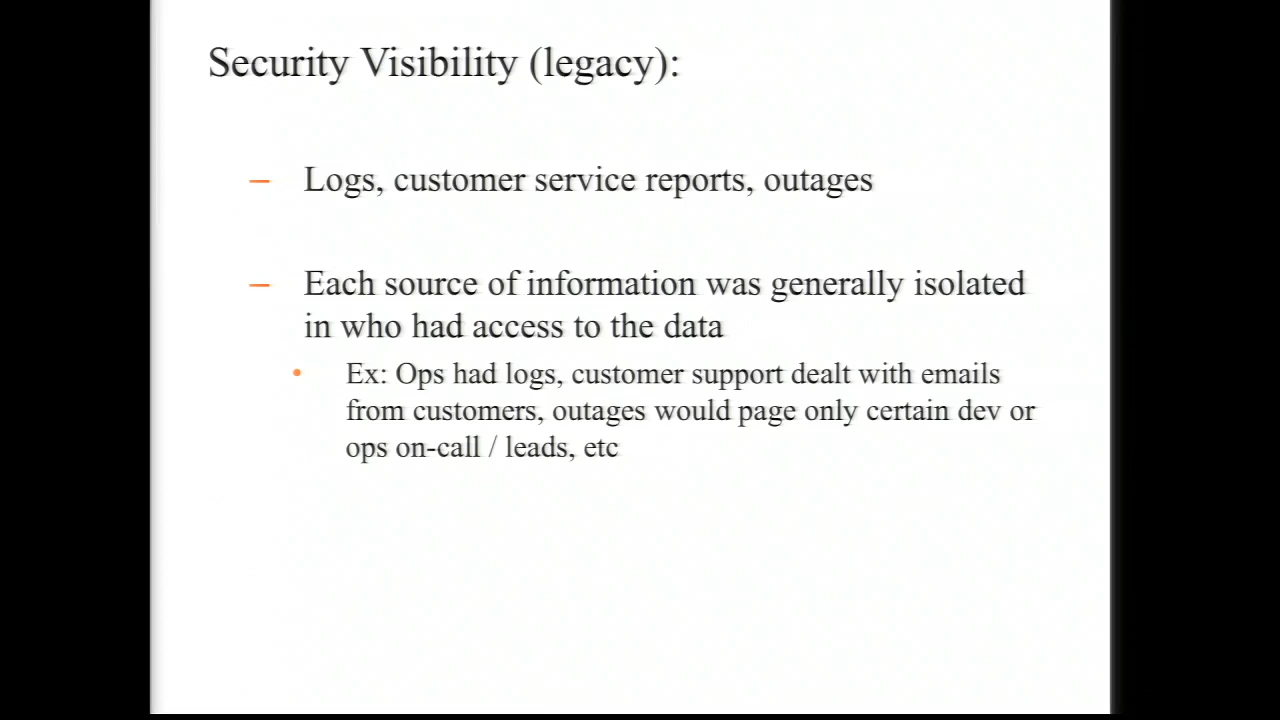 Security Visibility (legacy):
– Logs, customer service reports, outages
– Each source of information was generally isolated
in who had access to the data
• Ex: Ops had logs, customer support dealt with emails
from customers, outages would page only certain dev or
ops on-call / leads, etc